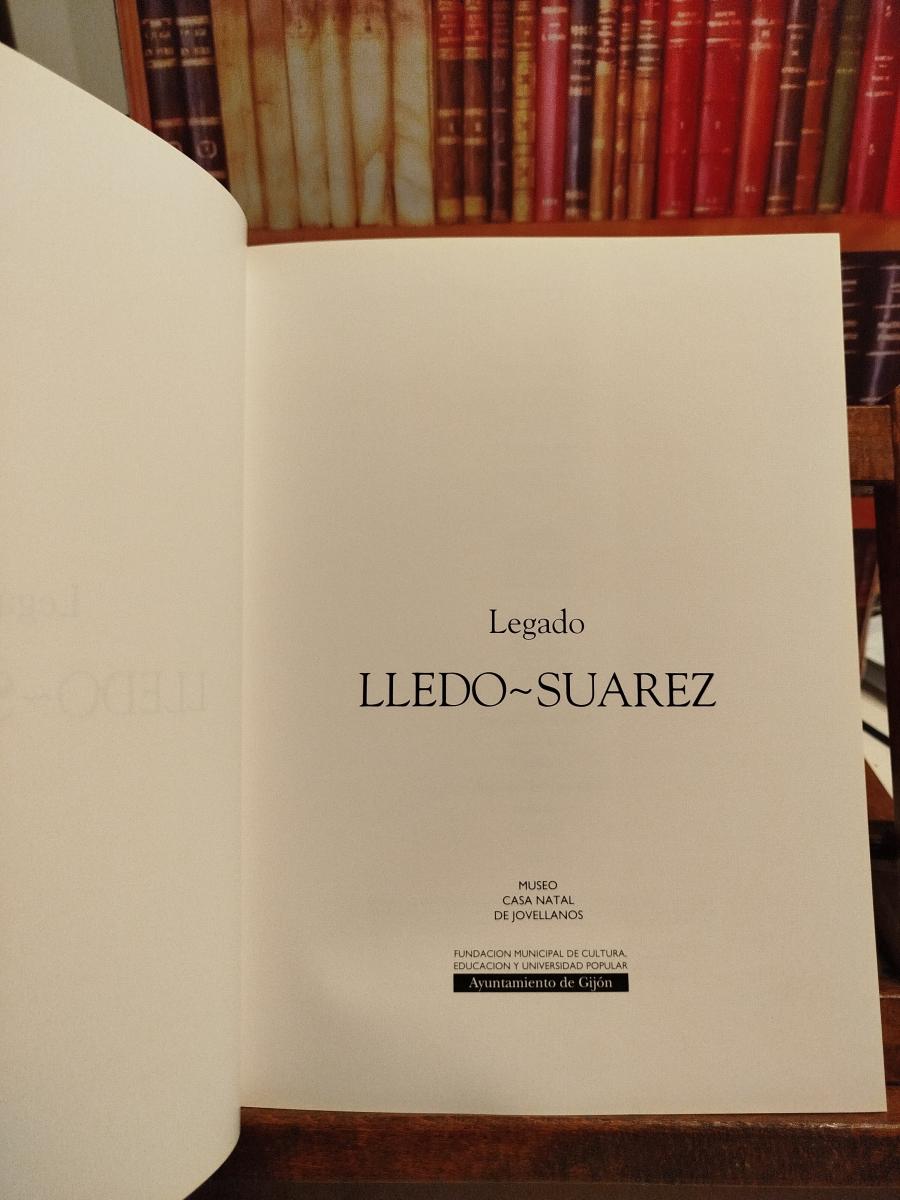 Legado
LLEDO~SUAREZ
MUSEO
CASA NATAL
DE JOVELLANOS
FUNDACION MUNICIPAL DE CULTURA,
EDUCACION Y UNIVERSIDAD POPULAR
Ayuntamiento de Gijón